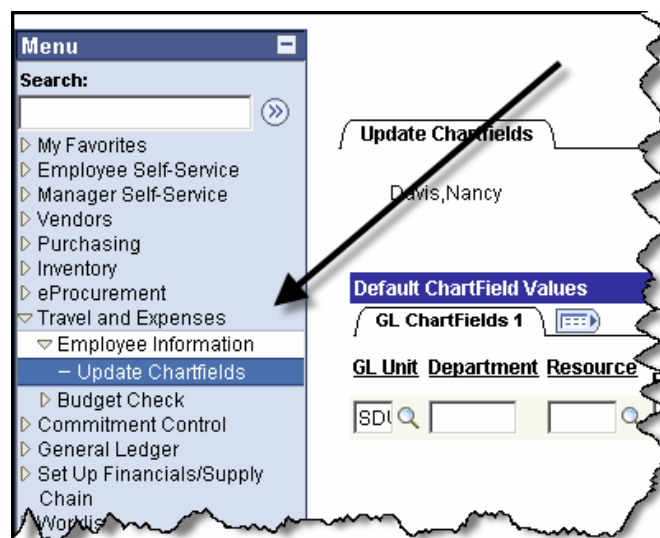 Menu
Search:
My Favorites
Employee Self-Service
Manager Self-Service
Vendors
Purchasing
Inventory
eProcurement
Travel and Expenses
Employee Information
– Update Chartfields
Budget Check
Commitment Control
General Ledger
Set Up Financials/Supply
Chain
Update Chartfields
Davis,Nancy
Default ChartField Values
GL ChartFields 1
GL Unit Department Resource